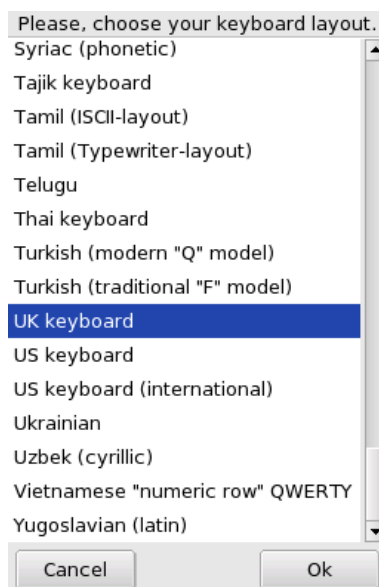 Please, choose your keyboard layout.
Syriac (phonetic)
Tajik keyboard
Tamil (ISCII-layout)
Tamil (Typewriter-layout)
Telugu
Thai keyboard
Turkish (modern "Q" model)
Turkish (traditional "F" model)
UK keyboard
US keyboard
US keyboard (international)
Ukrainian
Uzbek (cyrillic)
Vietnamese "numeric row" QWERTY
Yugoslavian (latin)
Cancel Ok